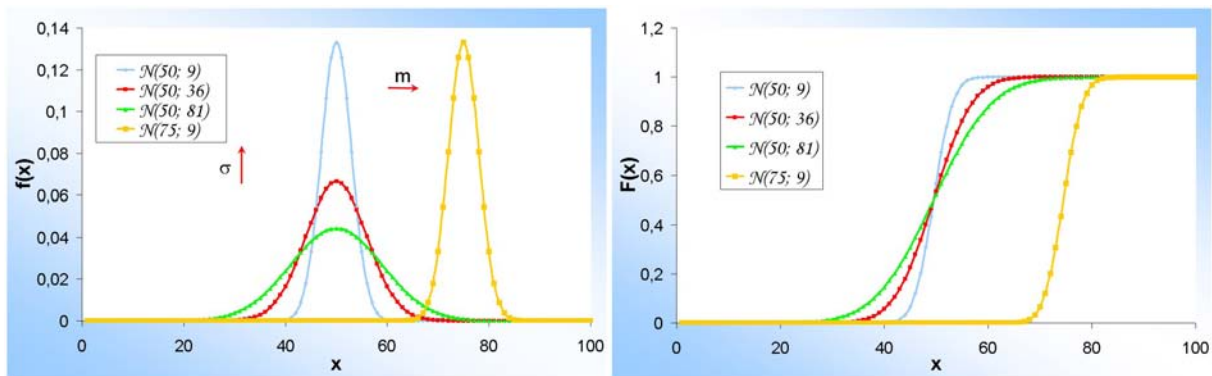 0,14
0,12
0,1
0,08
0,06
0,04
0,02
0
f(x)
N(50; 9)
N(50; 36)
N(50; 81)
N(75; 9)
m
σ
0 20 40 60 80 100
x
1,2
1
0,8
0,6
0,4
0,2
0
F(x)
N(50; 9)
N(50; 36)
N(50; 81)
N(75; 9)
0 20 40 60 80 100
x